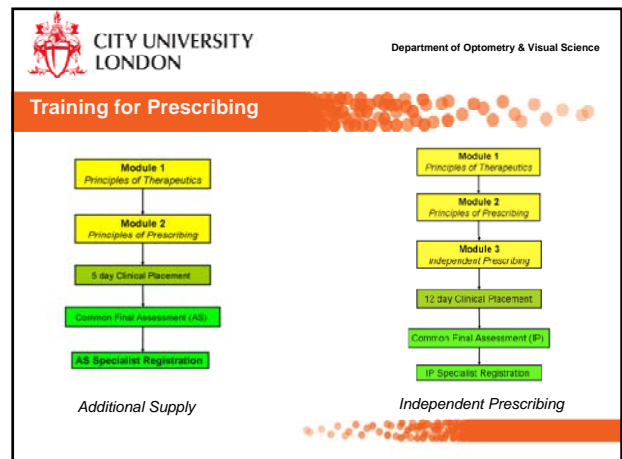 CITY UNIVERSITY
LONDON
Department of Optometry & Visual Science
Training for Prescribing
Module 1
Principles of Therapeutics
Module 2
Principles of Prescribing
5 day Clinical Placement
Common Final Assessment (AS)
AS Specialist Registration
Additional Supply
Module 1
Principles of Therapeutics
Module 2
Principles of Prescribing
Module 3
Independent Prescribing
12 day Clinical Placement
Common Final Assessment (IP)
IP Specialist Registration
Independent Prescribing